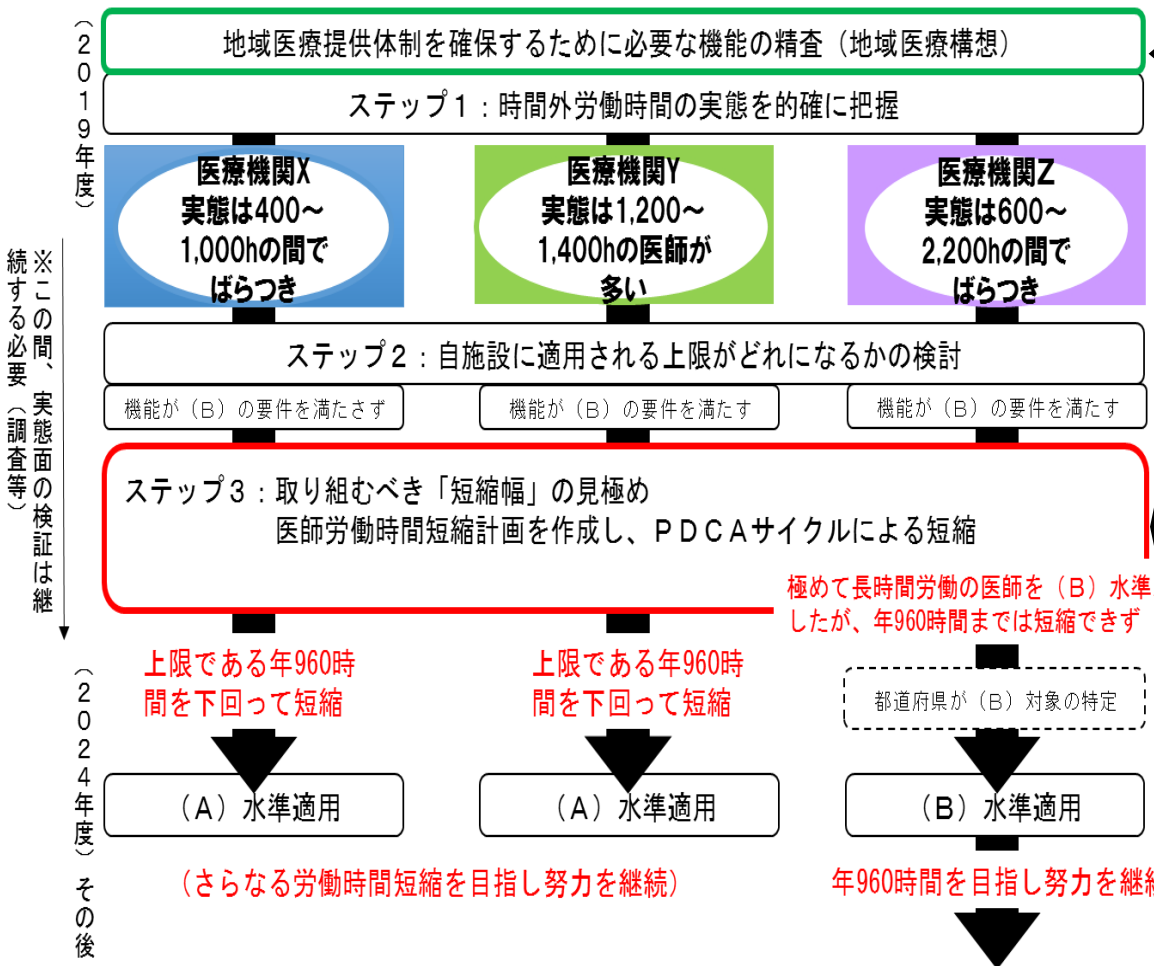 (2019年度)
地域医療提供体制を確保するために必要な機能の精査(地域医療構想)
ステップ1:時間外労働時間の実態を的確に把握
医療機関X
実態は400~
1,000hの間で
ばらつき
医療機関Y
実態は1,200~
1,400hの医師が
多い
医療機関Z
実態は600~
2,200hの間で
ばらつき
※この間、実態面の検証は継
続する必要(調査等)
ステップ2:自施設に適用される上限がどれになるかの検討
機能が(B)の要件を満たさず
機能が(B)の要件を満たす
機能が(B)の要件を満たす
ステップ3:取り組むべき「短縮幅」の見極め
医師労働時間短縮計画を作成し、PDCAサイクルによる短縮
上限である年960時
間を下回って短縮
上限である年960時
間を下回って短縮
極めて長時間労働の医師を(B)水準
したが、年960時間までは短縮できず
都道府県が(B)対象の特定
(2024年度)その後
(A)水準適用
(A)水準適用
(B)水準適用
(さらなる労働時間短縮を目指し努力を継続)
年960時間を目指し努力を継続